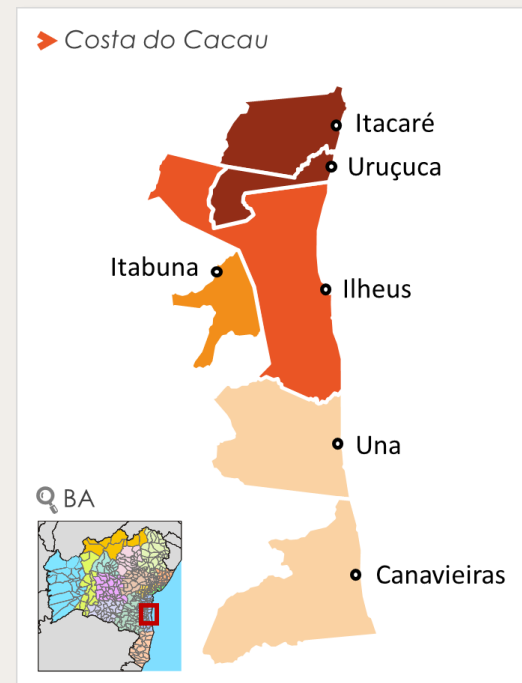 Costa do Cacau
Itacaré
Uruçuca
Itabuna
Ilheus
Una
BA
Canavieiras